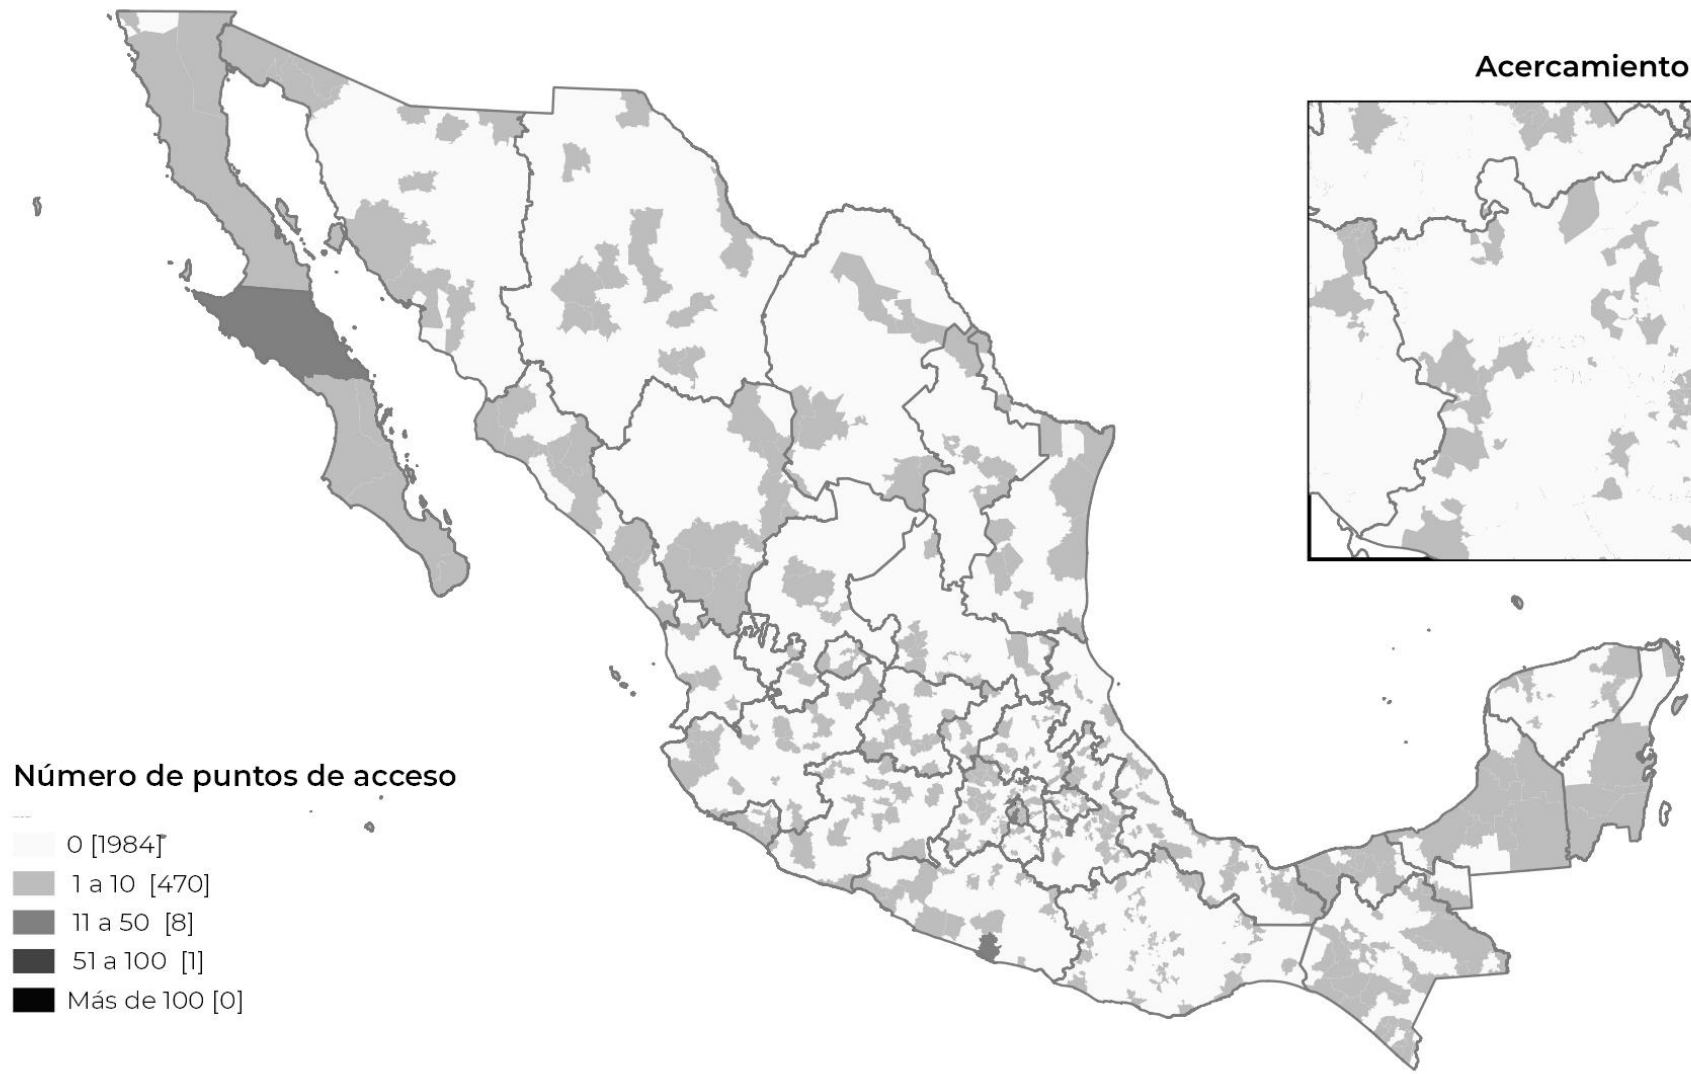 Acercamiento
Número de puntos de acceso
0 [1984]*
1 a 10 [470]
11 a 50 [8]
51 a 100 [1]
Más de 100 [0]